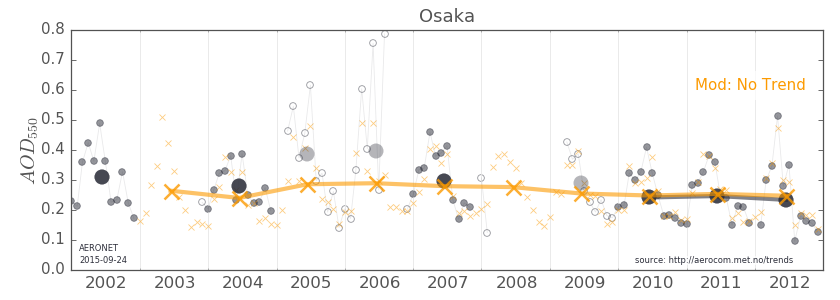 Osaka
0.8
0.7
0.6
0.5
0.4
0.3
0.2
0.1
0.0
AOD550
Mod: No Trend
AERONET
2015-09-24
source: http://aerocom.met.no/trends
2002 2003 2004 2005 2006 2007 2008 2009 2010 2011 2012